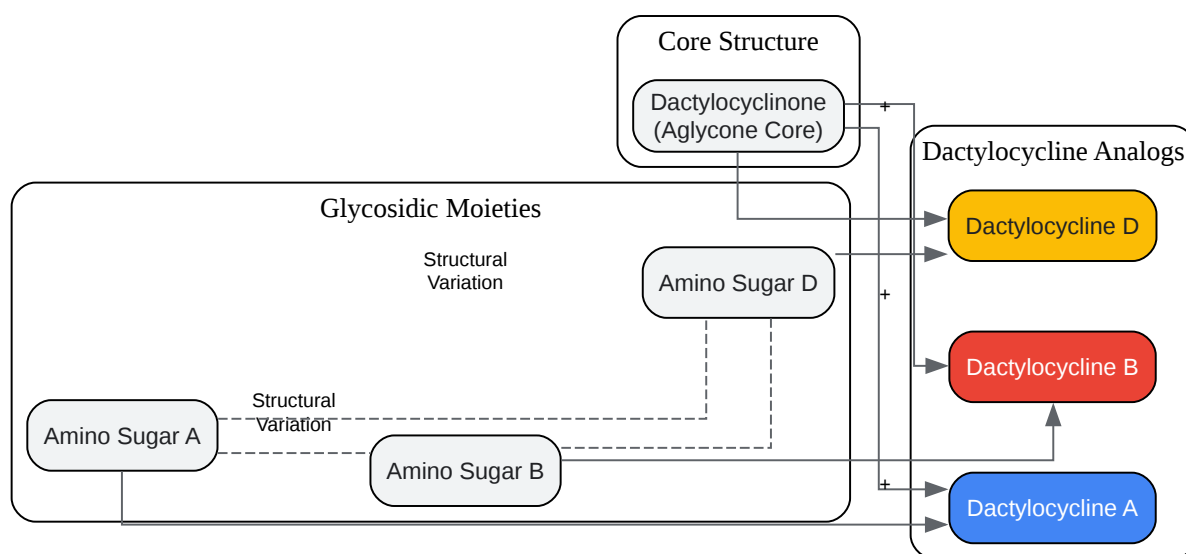 Core Structure
Dactylocyclinone
(Aglycone Core)
+
Dactylocycline Analogs
Glycosidic Moieties
Dactylocycline D
Structural
Variation
Amino Sugar D
+
Dactylocycline B
Structural
Variation
Amino Sugar A
Amino Sugar B
+
Dactylocycline A